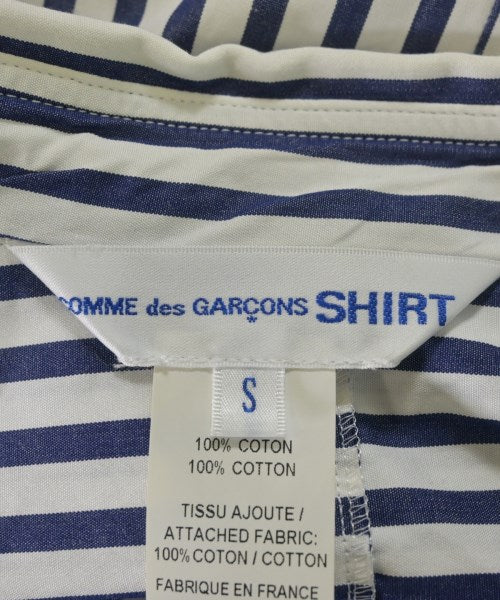 COMME des GARÇONS SHIRT
S
100% COTON
100% COTTON
TISSU AJOUTE /
ATTACHED FABRIC:
100% COTON / COTTON
FABRIQUE EN FRANCE